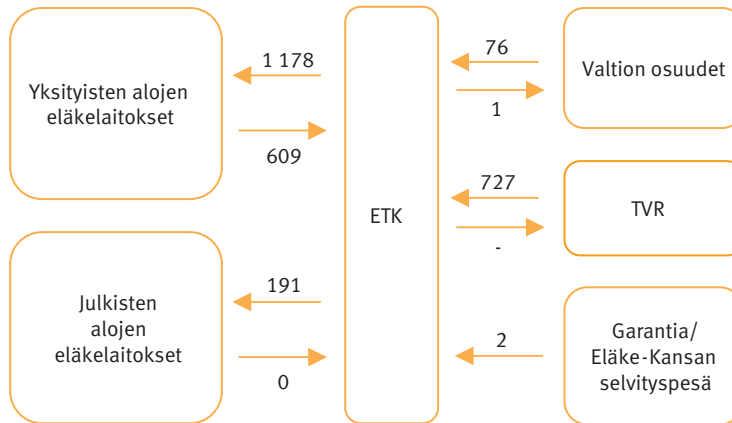 Yksityisten alojen
eläkelaitokset
1 178
609
Julkisten
alojen
eläkelaitokset
191
0
ETK
76
1
Valtion osuudet
727
-
TVR
2
Garantia/
Eläke-Kansan
selvityspesä